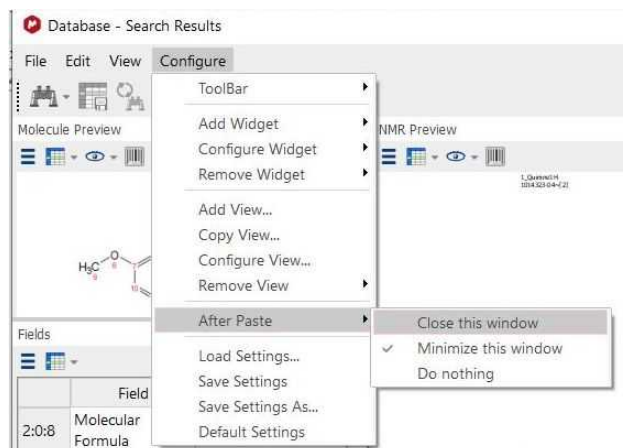 Database - Search Results
File Edit View Configure
ToolBar
Molecule Preview
NMR Preview
Add Widget
Configure Widget
Remove Widget
Add View...
Copy View...
Configure View...
Remove View
After Paste
Close this window
Minimize this window
Do nothing
Load Settings...
Save Settings
Save Settings As...
Default Settings
H3C
O
Fields
Field
2:0:8
Molecular
Formula